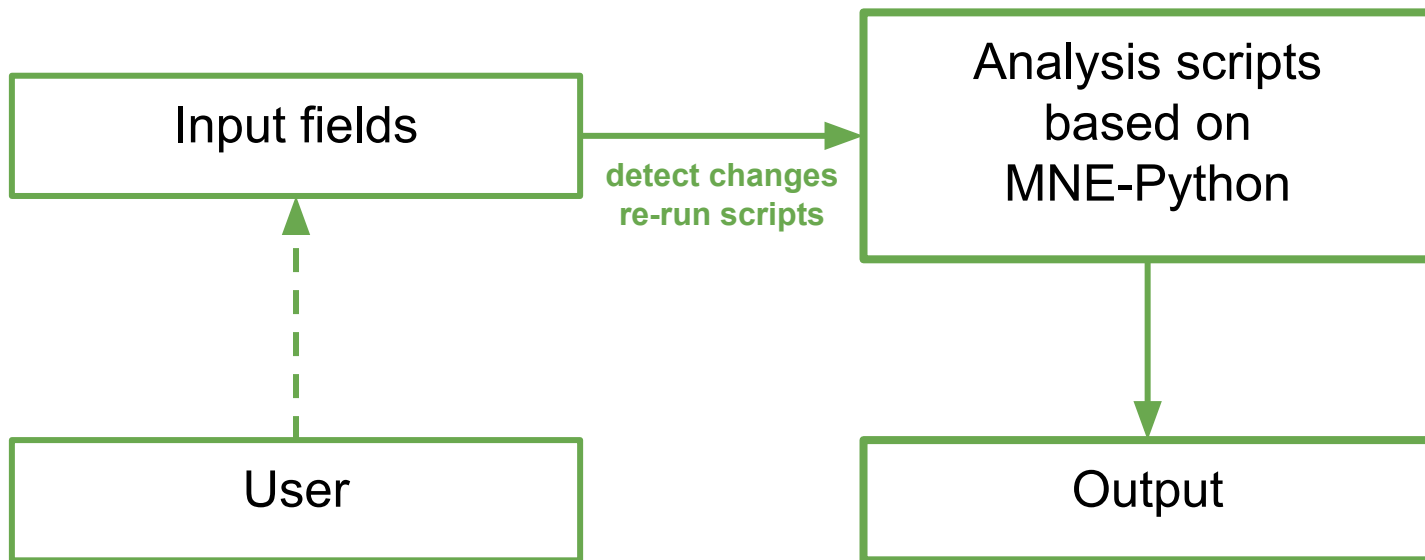 Input fields
detect changes
re-run scripts
Analysis scripts
based on
MNE-Python
User
Output